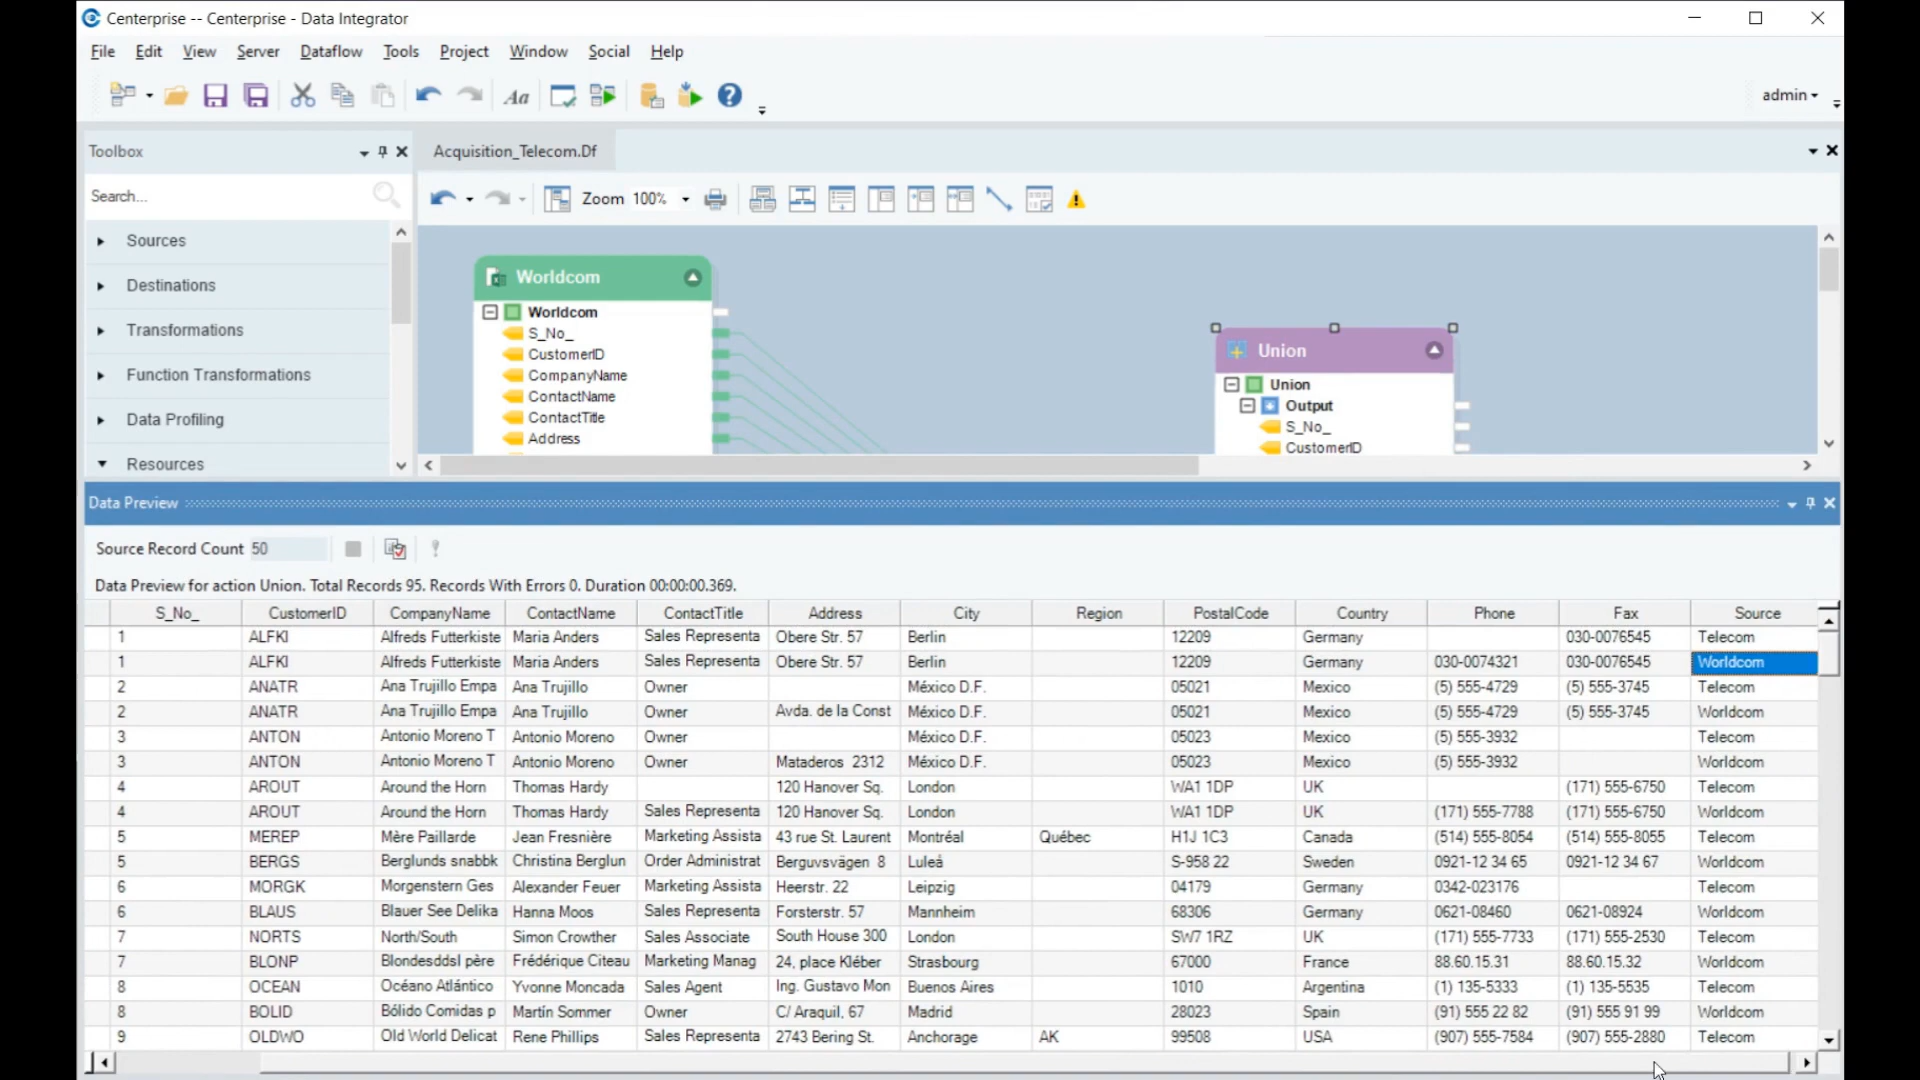 Centerprise -- Centerprise - Data Integrator
File Edit View Server Dataflow Tools Project Window Social Help
Aa admin
Toolbox Acquisition_Telecom.Df
Search... Zoom 100%
Sources
Destinations
Transformations
Function Transformations
Data Profiling
Resources
Worldcom
Worldcom
S_No_
CustomerID
CompanyName
ContactName
ContactTitle
Address
Union
Union
Output
S_No_
CustomerID
Data Preview
Source Record Count 50
Data Preview for action Union. Total Records 95. Records With Errors 0. Duration 00:00:00.369.
S_No_ CustomerID CompanyName ContactName ContactTitle Address City Region PostalCode Country Phone Fax Source
1 ALFKI Alfreds Futterkiste Maria Anders Sales Representa Obere Str. 57 Berlin 12209 Germany 030-0076545 Telecom
1 ALFKI Alfreds Futterkiste Maria Anders Sales Representa Obere Str. 57 Berlin 12209 Germany 030-0074321 030-0076545 Worldcom
2 ANATR Ana Trujillo Empa Ana Trujillo Owner México D.F. 05021 Mexico (5) 555-4729 (5) 555-3745 Telecom
2 ANATR Ana Trujillo Empa Ana Trujillo Owner Avda. de la Const México D.F. 05021 Mexico (5) 555-4729 (5) 555-3745 Worldcom
3 ANTON Antonio Moreno T Antonio Moreno Owner México D.F. 05023 Mexico (5) 555-3932 Telecom
3 ANTON Antonio Moreno T Antonio Moreno Owner Mataderos 2312 México D.F. 05023 Mexico (5) 555-3932 Worldcom
4 AROUT Around the Horn Thomas Hardy 120 Hanover Sq. London WA1 1DP UK (171) 555-6750 Telecom
4 AROUT Around the Horn Thomas Hardy Sales Representa 120 Hanover Sq. London WA1 1DP UK (171) 555-7788 (171) 555-6750 Worldcom
5 MEREP Mère Paillarde Jean Fresnière Marketing Assista 43 rue St. Laurent Montréal Québec H1J 1C3 Canada (514) 555-8054 (514) 555-8055 Telecom
5 BERGS Berglunds snabbk Christina Berglun Order Administrat Berguvsvägen 8 Luleå S-958 22 Sweden 0921-12 34 65 0921-12 34 67 Worldcom
6 MORGK Morgenstern Ges Alexander Feuer Marketing Assista Heerstr. 22 Leipzig 04179 Germany 0342-023176 Telecom
6 BLAUS Blauer See Delika Hanna Moos Sales Representa Forsterstr. 57 Mannheim 68306 Germany 0621-08460 0621-08924 Worldcom
7 NORTS North/South Simon Crowther Sales Associate South House 300 London SW7 1RZ UK (171) 555-7733 (171) 555-2530 Telecom
7 BLONP Blondesddsl père Frédérique Citeau Marketing Manag 24, place Kléber Strasbourg 67000 France 88.60.15.31 88.60.15.32 Worldcom
8 OCEAN Océano Atlántico Yvonne Moncada Sales Agent Ing. Gustavo Mon Buenos Aires 1010 Argentina (1) 135-5333 (1) 135-5535 Telecom
8 BOLID Bólido Comidas p Martín Sommer Owner C/ Araquil, 67 Madrid 28023 Spain (91) 555 22 82 (91) 555 91 99 Worldcom
9 OLDWO Old World Delicat Rene Phillips Sales Representa 2743 Bering St. Anchorage AK 99508 USA (907) 555-7584 (907) 555-2880 Telecom